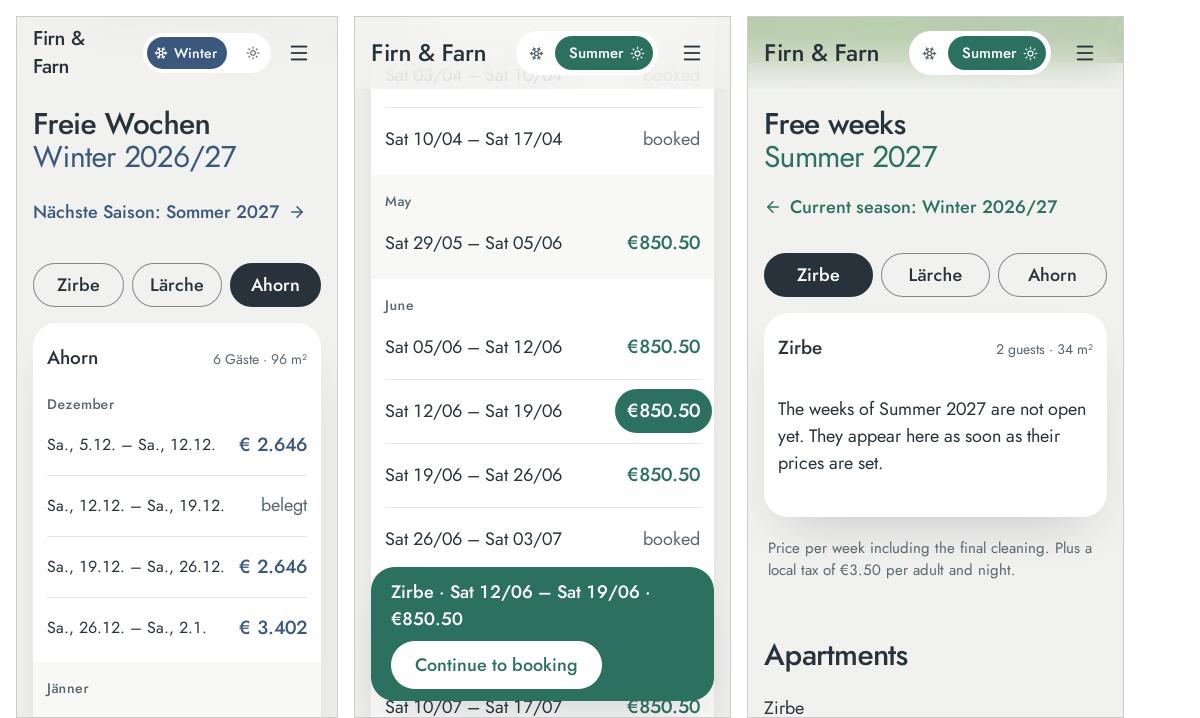 Firn &
Farn
Winter
Freie Wochen
Winter 2026/27
Nächste Saison: Sommer 2027 →
Zirbe
Lärche
Ahorn
Ahorn
6 Gäste · 96 m²
Dezember
Sa., 5.12. – Sa., 12.12. € 2.646
Sa., 12.12. – Sa., 19.12. belegt
Sa., 19.12. – Sa., 26.12. € 2.646
Sa., 26.12. – Sa., 2.1. € 3.402
Jänner
Firn & Farn
Summer
Sat 03/04 – Sat 10/04 booked
Sat 10/04 – Sat 17/04 booked
May
Sat 29/05 – Sat 05/06 €850.50
June
Sat 05/06 – Sat 12/06 €850.50
Sat 12/06 – Sat 19/06 €850.50
Sat 19/06 – Sat 26/06 €850.50
Sat 26/06 – Sat 03/07 booked
Zirbe · Sat 12/06 – Sat 19/06 ·
€850.50
Continue to booking
Sat 10/07 – Sat 17/07 €850.50
Firn & Farn
Summer
Free weeks
Summer 2027
← Current season: Winter 2026/27
Zirbe
Lärche
Ahorn
Zirbe
2 guests · 34 m²
The weeks of Summer 2027 are not open
yet. They appear here as soon as their
prices are set.
Price per week including the final cleaning. Plus a
local tax of €3.50 per adult and night.
Apartments
Zirbe